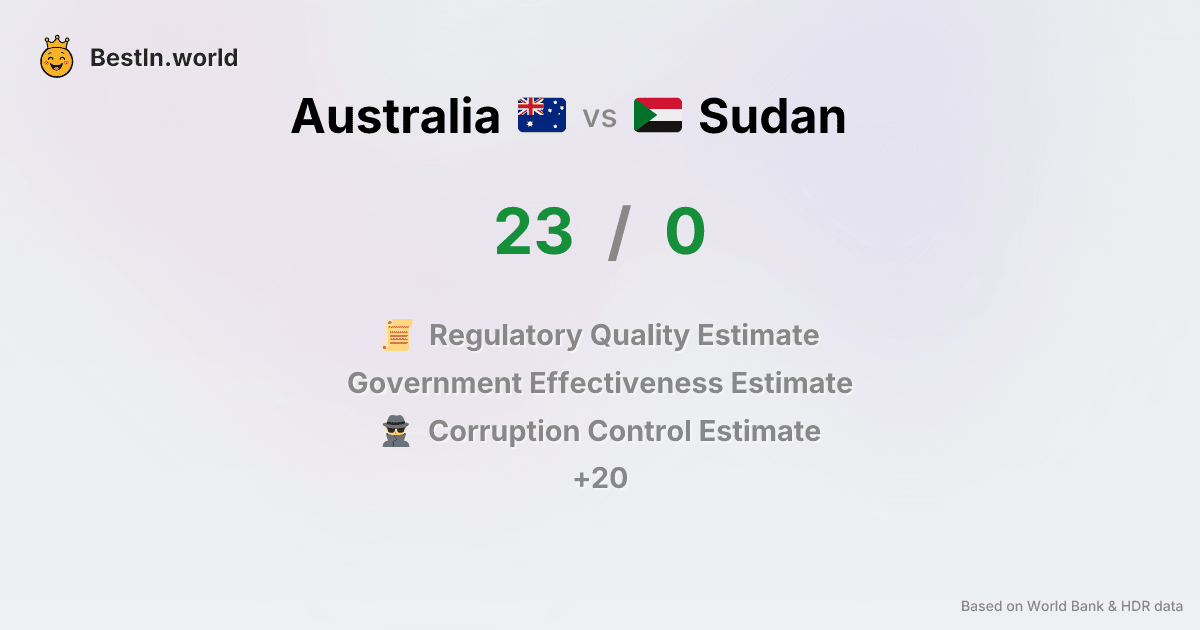 BestIn.world
Australia vs Sudan
23 / 0
Regulatory Quality Estimate
Government Effectiveness Estimate
Corruption Control Estimate
+20
Based on World Bank & HDR data